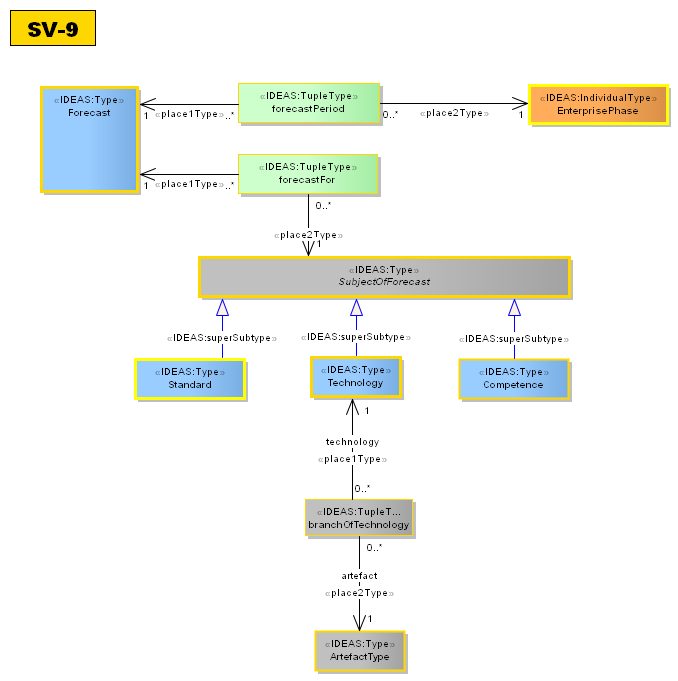 SV-9
«IDEAS:Type»
Forecast
«IDEAS:TupleType»
forecastPeriod
«IDEAS:IndividualType»
EnterprisePhase
1 «place1Type» ..*
0..* «place2Type» 1
«IDEAS:TupleType»
forecastFor
1 «place1Type» ..*
0..*
«place2Type»
1
«IDEAS:Type»
SubjectOfForecast
«IDEAS:superSubtype»
«IDEAS:superSubtype»
«IDEAS:superSubtype»
«IDEAS:Type»
Standard
«IDEAS:Type»
Technology
«IDEAS:Type»
Competence
1
technology
«place1Type»
0..*
«IDEAS:TupleT...
branchOfTechnology
0..*
artefact
«place2Type»
1
«IDEAS:Type»
ArtefactType